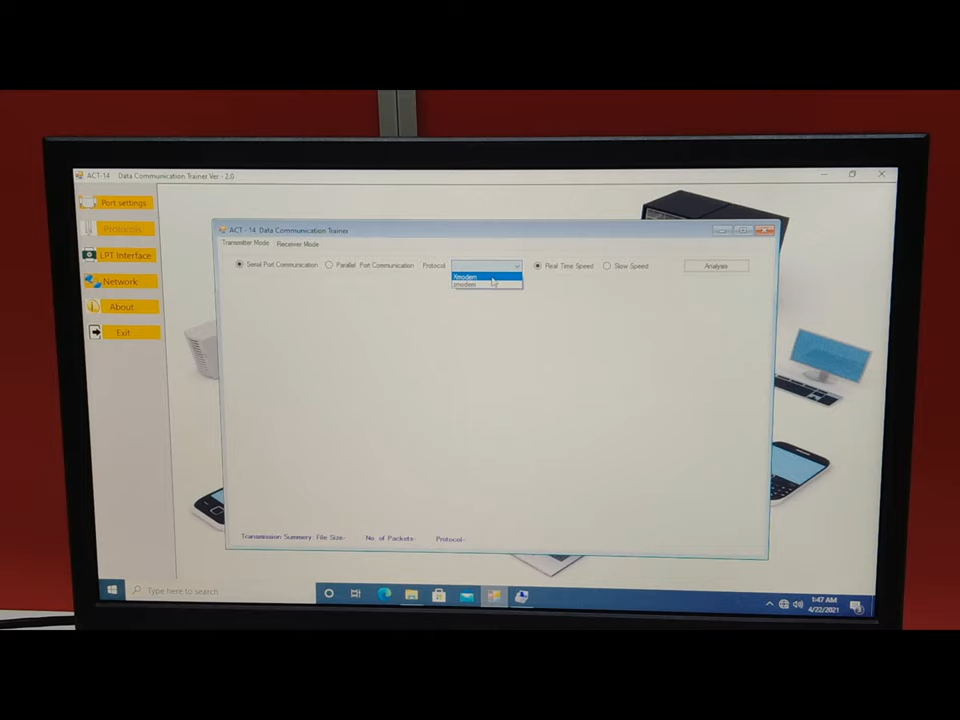 ACT-14 Data Communication Trainer Ver - 2.0
Port settings
Protocols
LPT Interface
Network
About
Exit
ACT - 14 Data Communication Trainer
Transmitter Mode Receiver Mode
Serial Port Communication Parallel Port Communication Protocol Real Time Speed Slow Speed Analysis
Xmodem
zmodem
Transmission Summery File Size- No of Packets- Protocol-
Type here to search
1:47 AM
4/22/2021